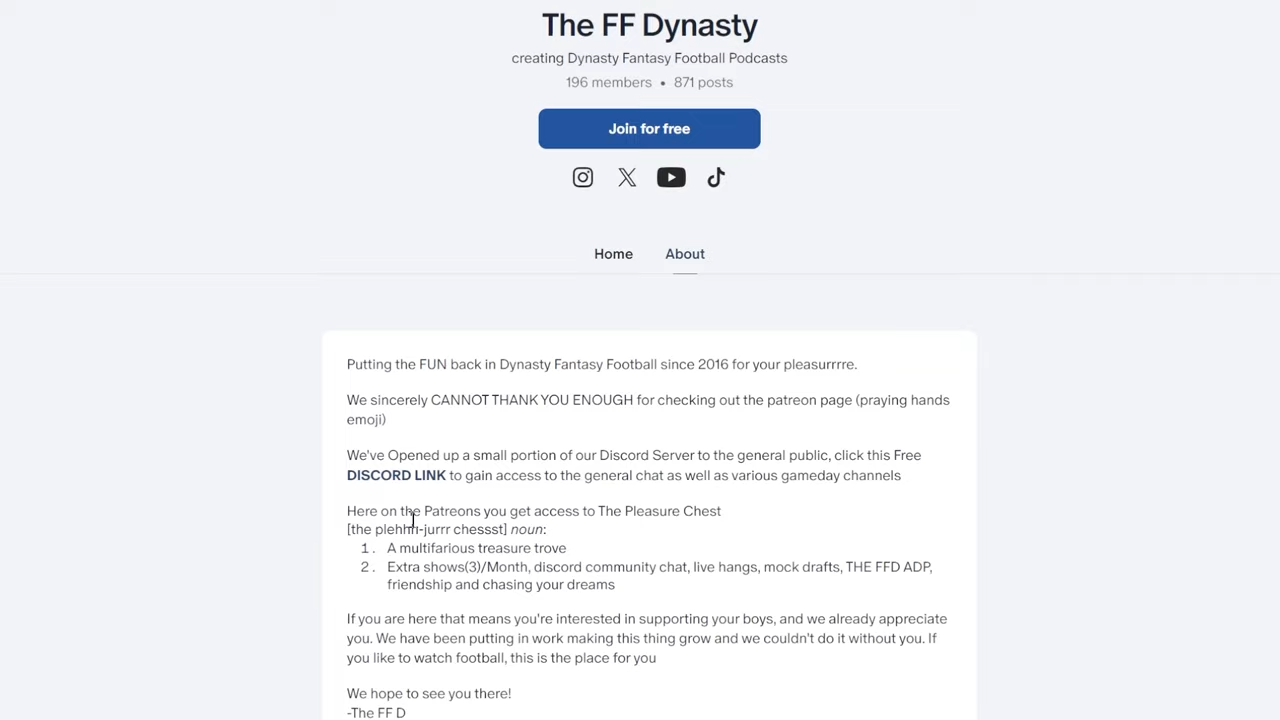 The FF Dynasty
creating Dynasty Fantasy Football Podcasts
196 members • 871 posts
Join for free
Home About
Putting the FUN back in Dynasty Fantasy Football since 2016 for your pleasurrrre.
We sincerely CANNOT THANK YOU ENOUGH for checking out the patreon page (praying hands
emoji)
We've Opened up a small portion of our Discord Server to the general public, click this Free
DISCORD LINK to gain access to the general chat as well as various gameday channels
Here on the Patreons you get access to The Pleasure Chest
[the plehhh-jurrr chessst] noun:
1. A multifarious treasure trove
2. Extra shows(3)/Month, discord community chat, live hangs, mock drafts, THE FFD ADP,
friendship and chasing your dreams
If you are here that means you're interested in supporting your boys, and we already appreciate
you. We have been putting in work making this thing grow and we couldn't do it without you. If
you like to watch football, this is the place for you
We hope to see you there!
-The FF D